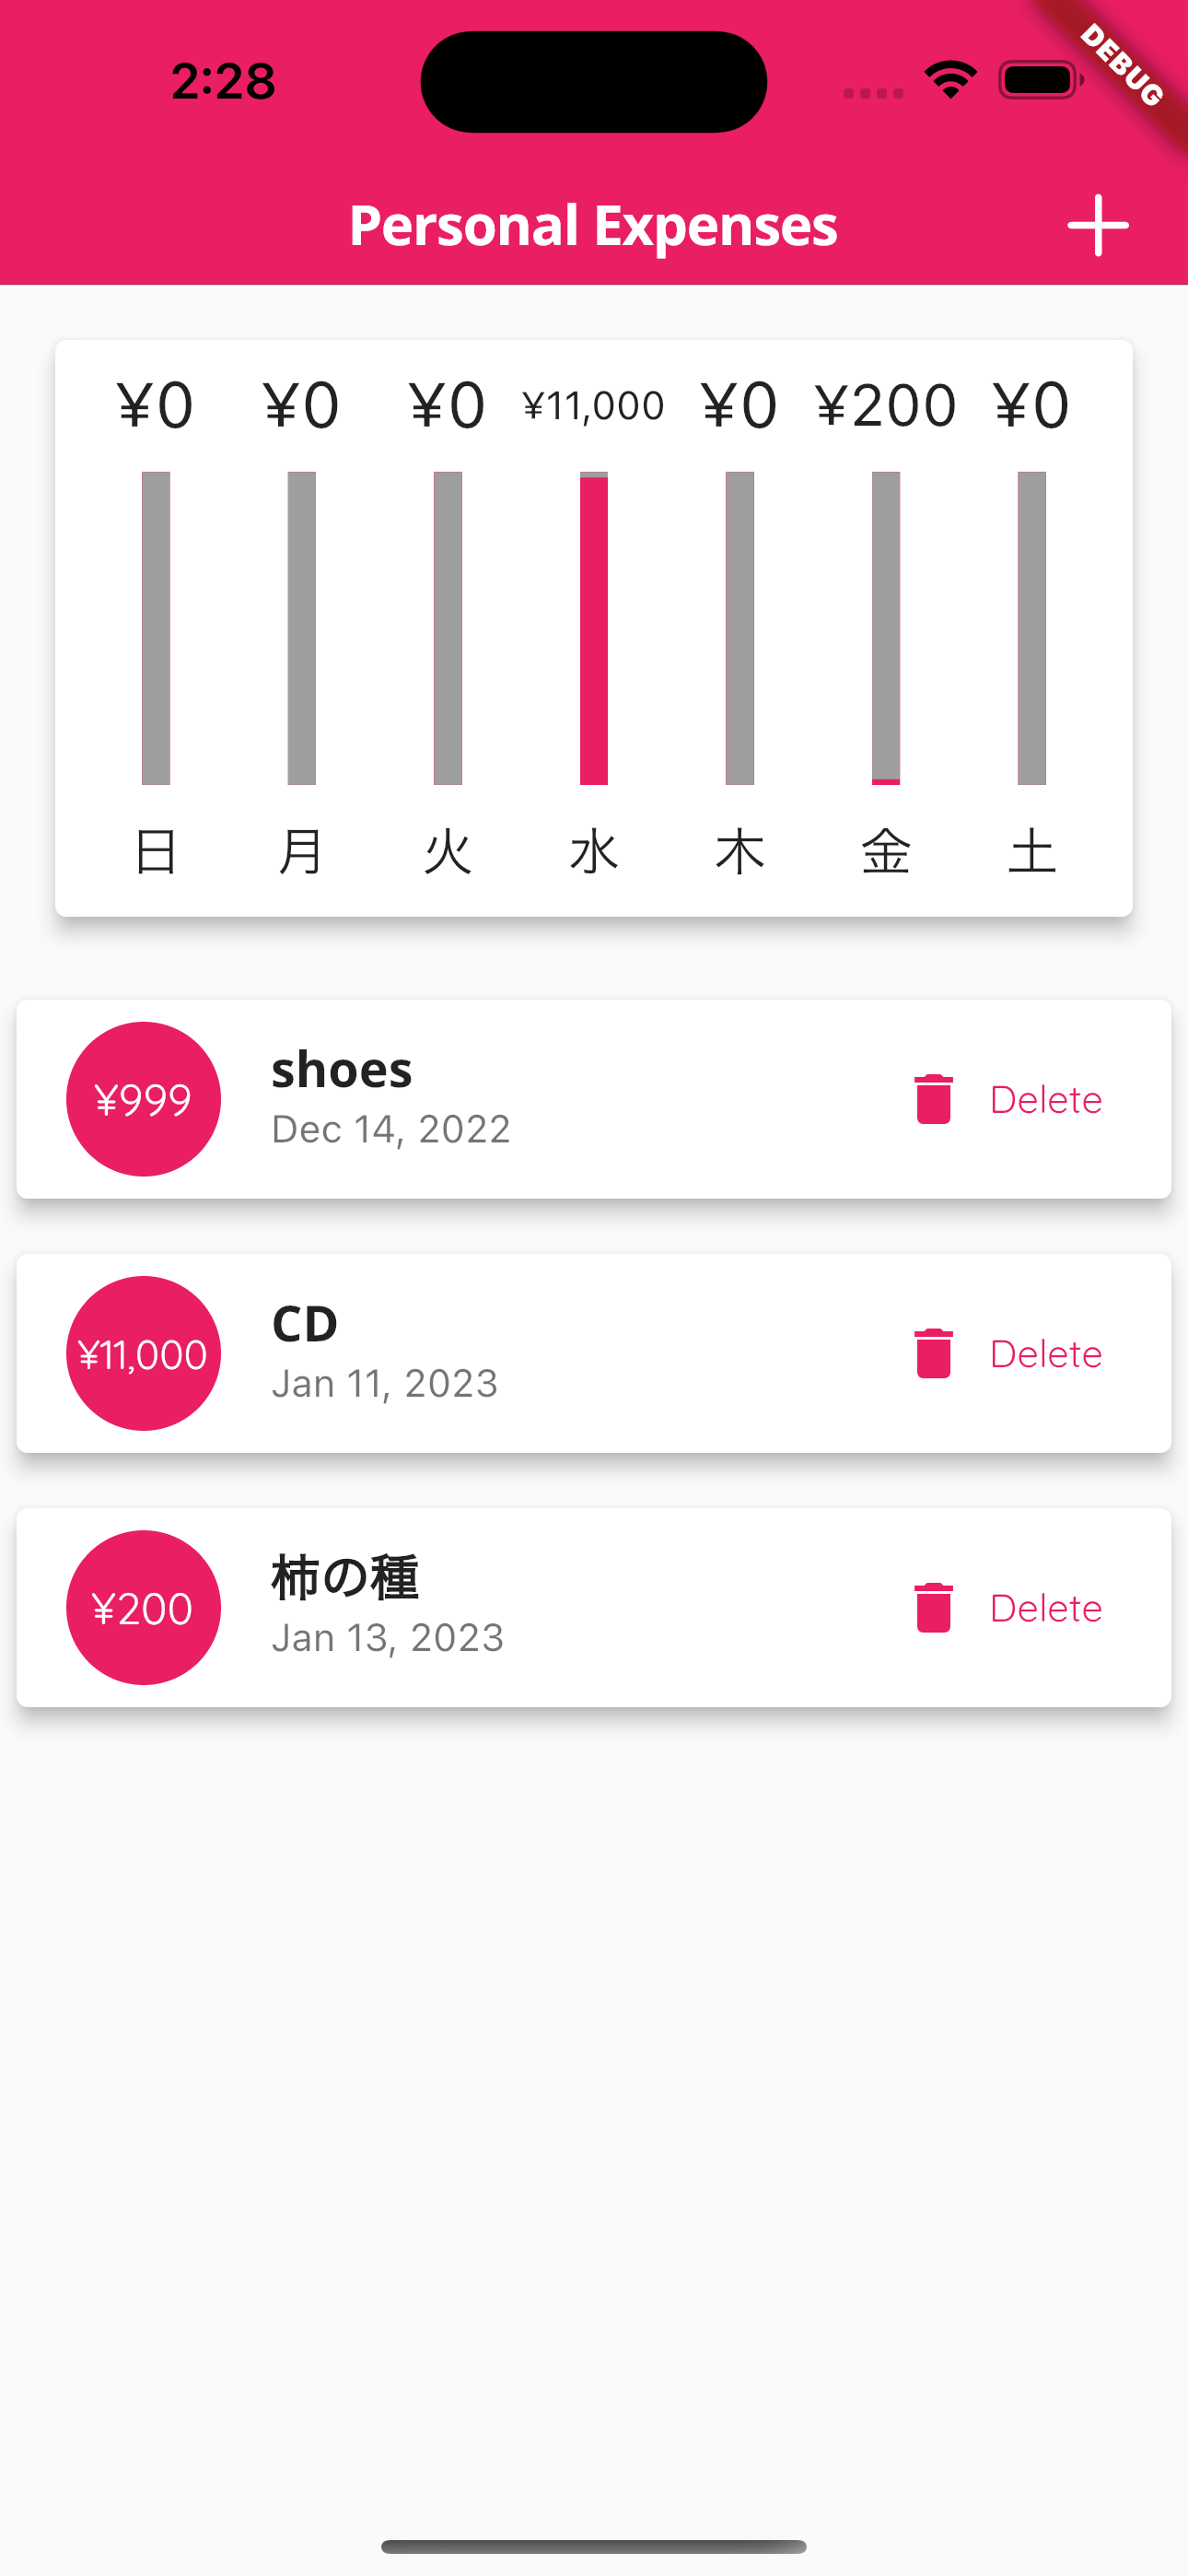 2:28
DEBUG
Personal Expenses
¥0 ¥0 ¥0 ¥11,000 ¥0 ¥200 ¥0
日 月 火 水 木 金 土
¥999
shoes
Dec 14, 2022
Delete
¥11,000
CD
Jan 11, 2023
Delete
¥200
柿の種
Jan 13, 2023
Delete